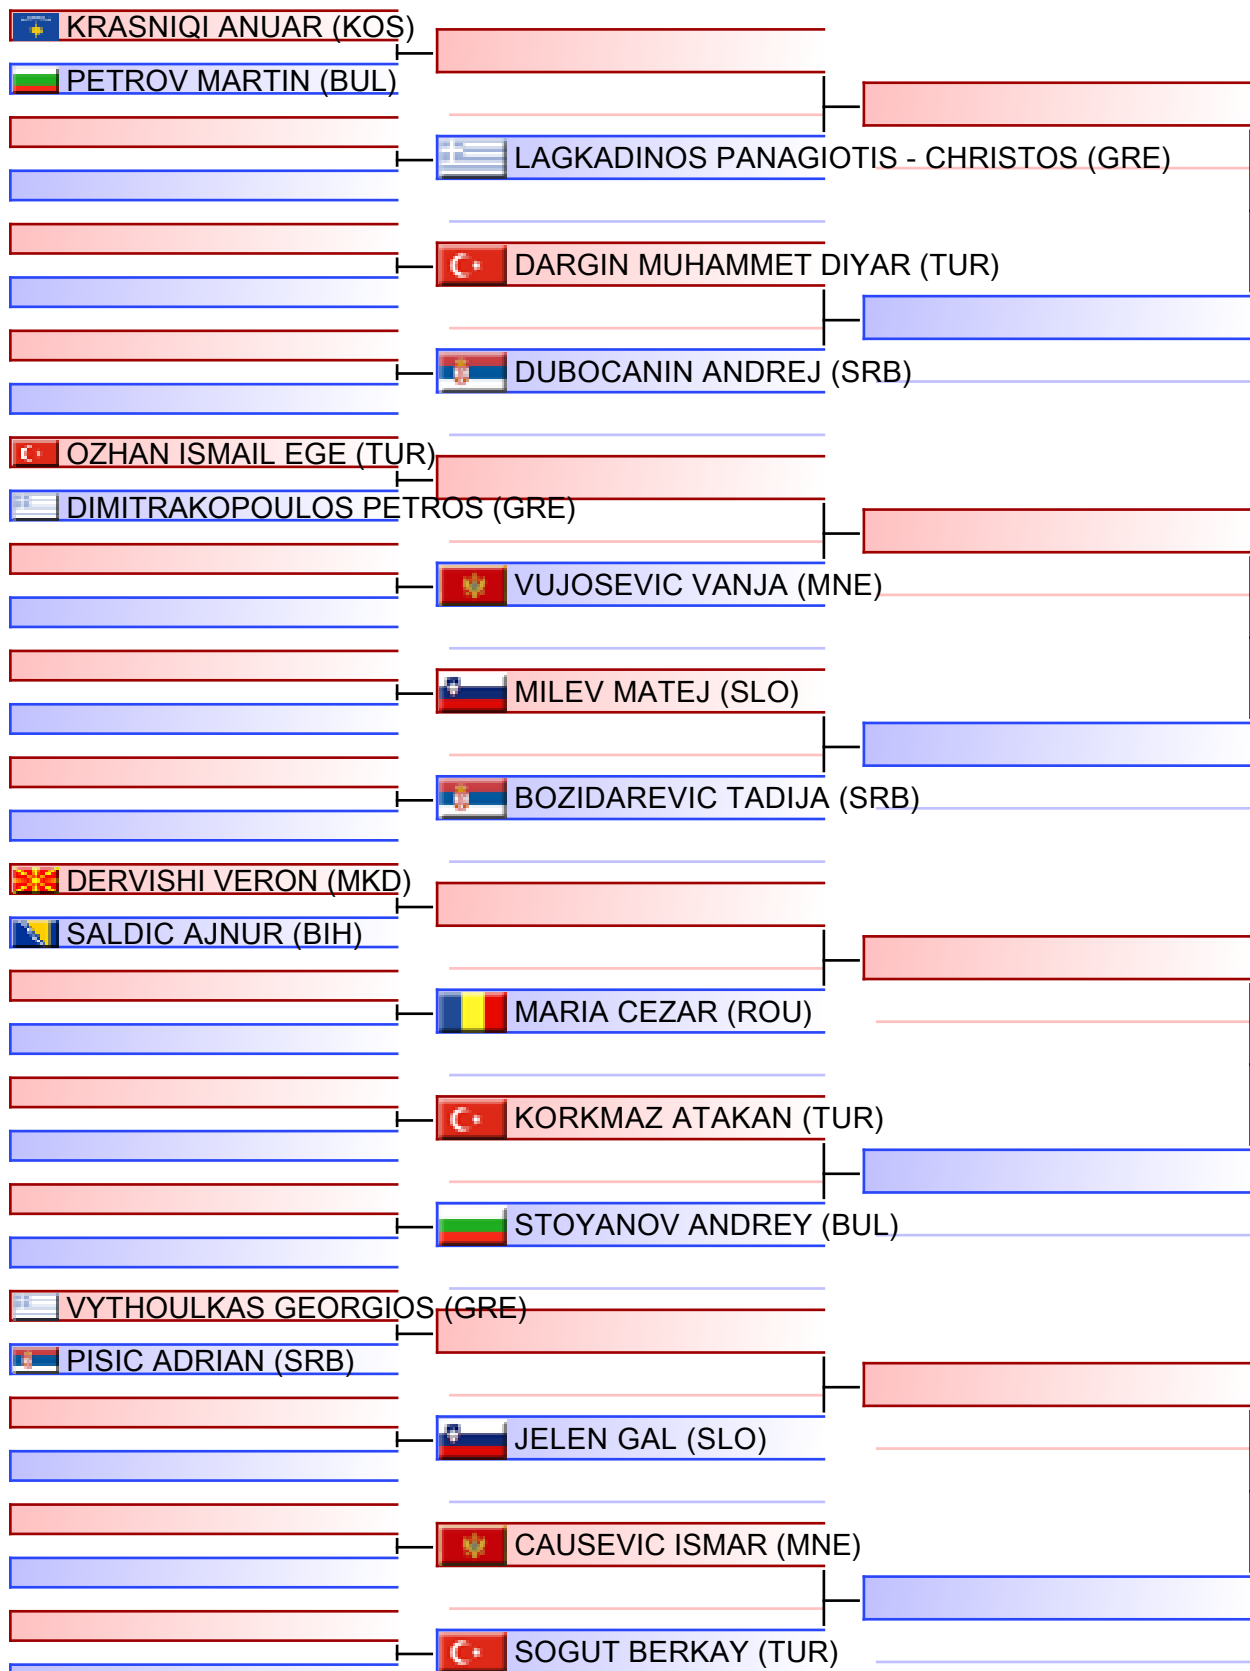 KRASNIQI ANUAR (KOS)
PETROV MARTIN (BUL)
LAGKADINOS PANAGIOTIS - CHRISTOS (GRE)
DARGIN MUHAMMET DIYAR (TUR)
DUBOCANIN ANDREJ (SRB)
OZHAN ISMAIL EGE (TUR)
DIMITRAKOPOULOS PETROS (GRE)
VUJOSEVIC VANJA (MNE)
MILEV MATEJ (SLO)
BOZIDAREVIC TADIJA (SRB)
DERVISHI VERON (MKD)
SALDIC AJNUR (BIH)
MARIA CEZAR (ROU)
KORKMAZ ATAKAN (TUR)
STOYANOV ANDREY (BUL)
VYTHOULKAS GEORGIOS (GRE)
PISIC ADRIAN (SRB)
JELEN GAL (SLO)
CAUSEVIC ISMAR (MNE)
SOGUT BERKAY (TUR)